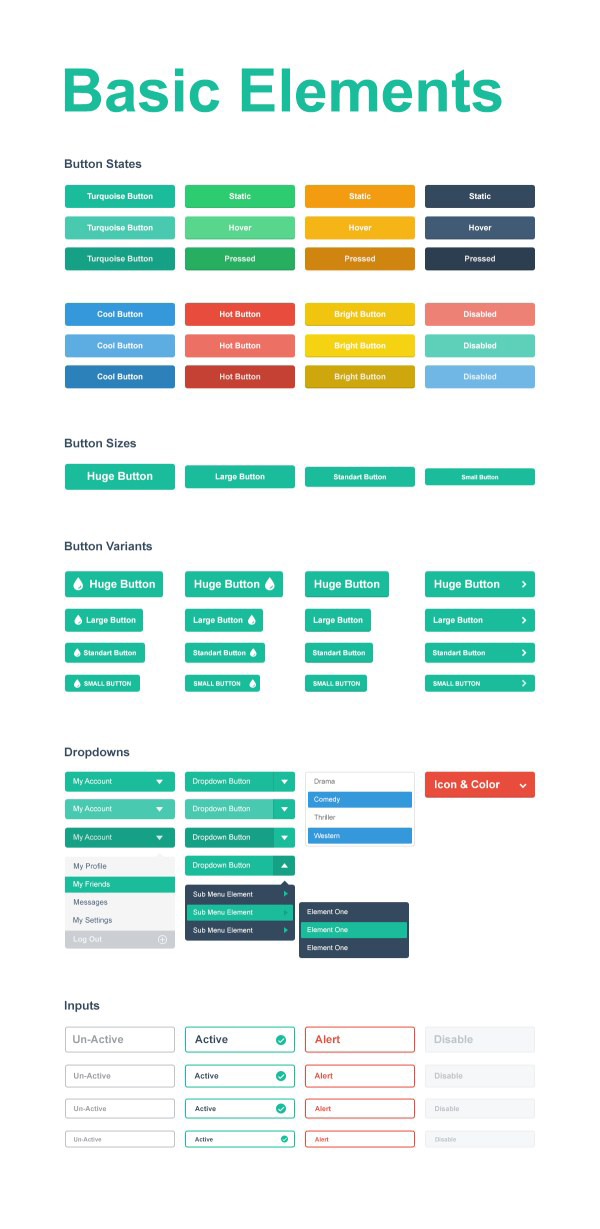 Basic Elements
Button States
Turquoise Button Static Static Static
Turquoise Button Hover Hover Hover
Turquoise Button Pressed Pressed Pressed
Cool Button Hot Button Bright Button Disabled
Cool Button Hot Button Bright Button Disabled
Cool Button Hot Button Bright Button Disabled
Button Sizes
Huge Button Large Button Standart Button Small Button
Button Variants
Huge Button Huge Button Huge Button Huge Button
Large Button Large Button Large Button Large Button
Standart Button Standart Button Standart Button Standart Button
SMALL BUTTON SMALL BUTTON SMALL BUTTON SMALL BUTTON
Dropdowns
My Account
My Account
My Account
My Profile
My Friends
Messages
My Settings
Log Out
Dropdown Button
Dropdown Button
Dropdown Button
Dropdown Button
Sub Menu Element
Sub Menu Element
Sub Menu Element
Element One
Element One
Element One
Drama
Comedy
Thriller
Western
Icon & Color
Inputs
Un-Active Active Alert Disable
Un-Active Active Alert Disable
Un-Active Active Alert Disable
Un-Active Active Alert Disable